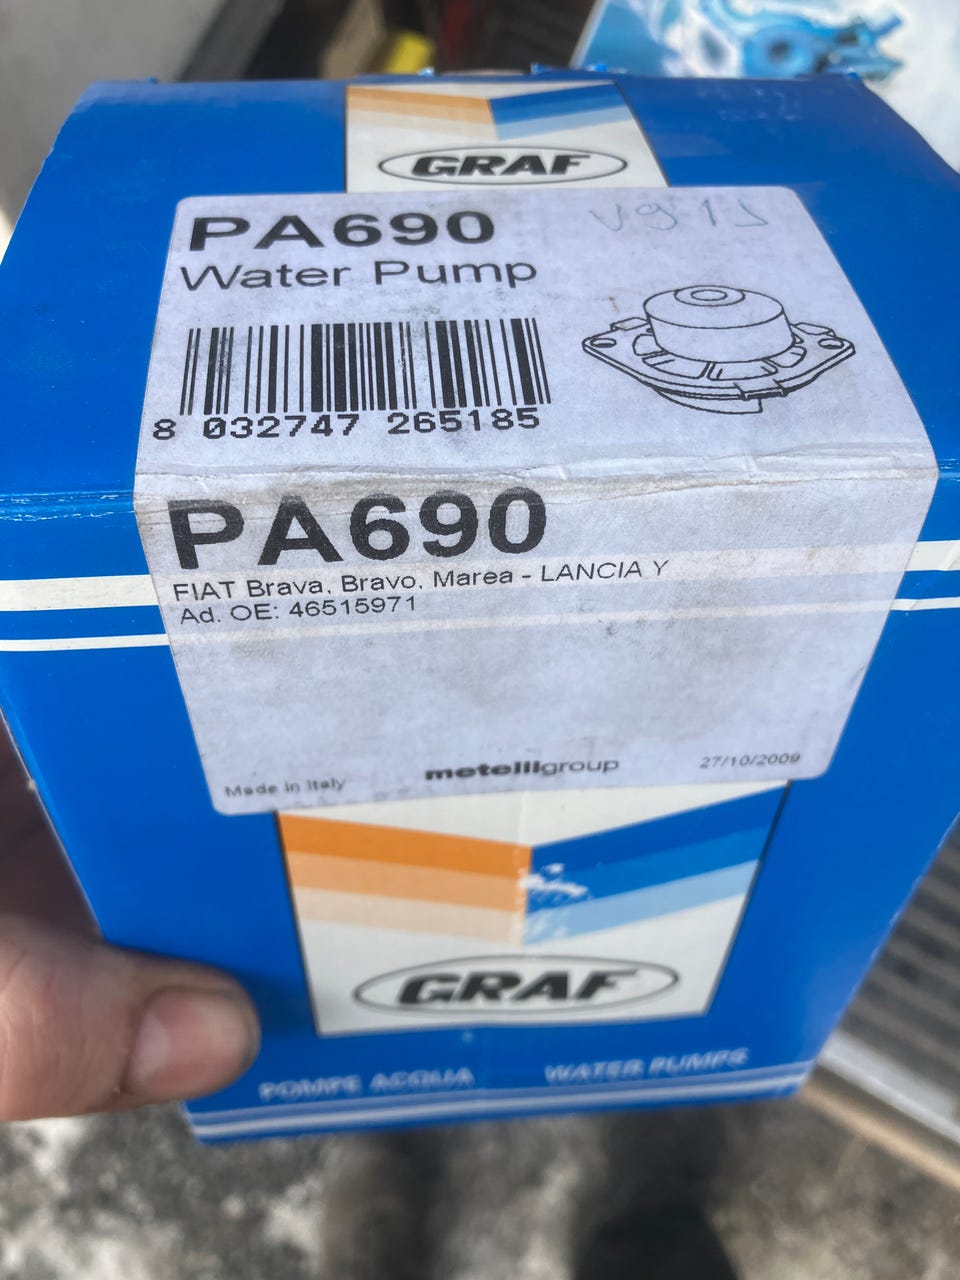 GRAF
PA690
Water Pump
8 032747 265185
PA690
FIAT Brava, Bravo, Marea - LANCIA Y
Ad. OE: 46515971
Made in Italy
metelligroup
27/10/2009
GRAF
POMPE ACQUA
WATER PUMPS